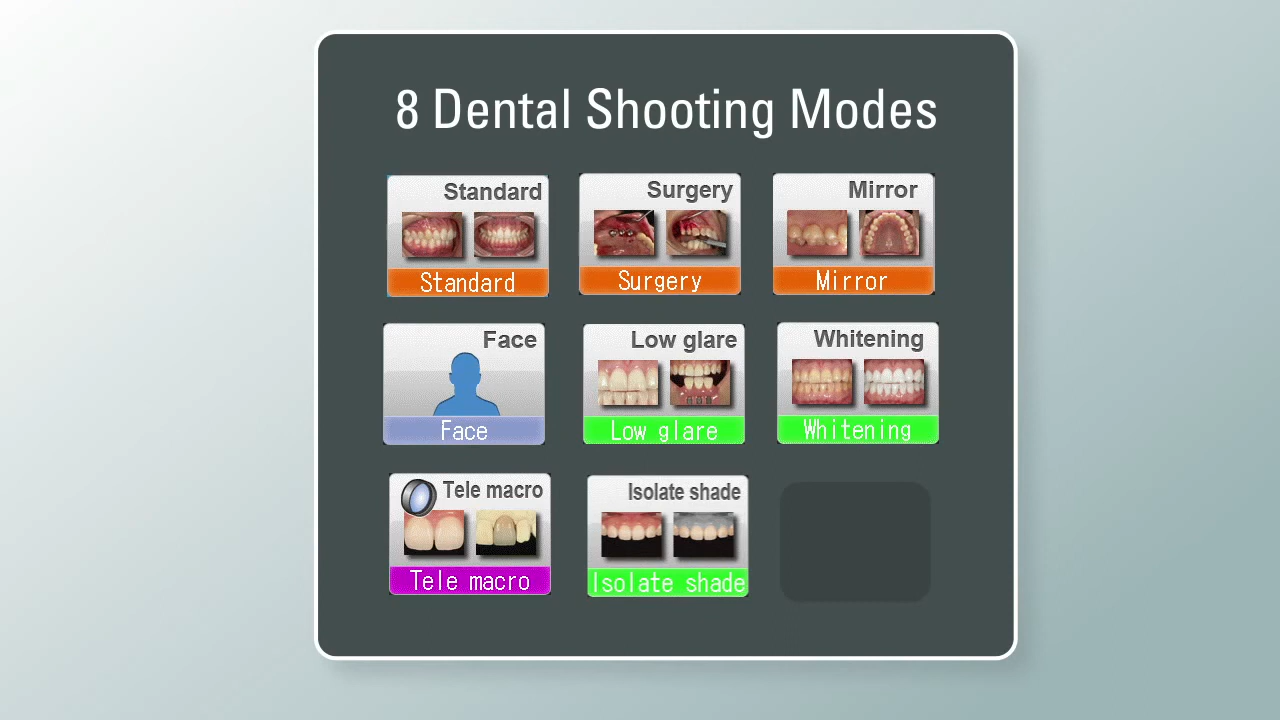 8 Dental Shooting Modes
Standard
Standard
Surgery
Surgery
Mirror
Mirror
Face
Face
Low glare
Low glare
Whitening
Whitening
Tele macro
Tele macro
Isolate shade
Isolate shade